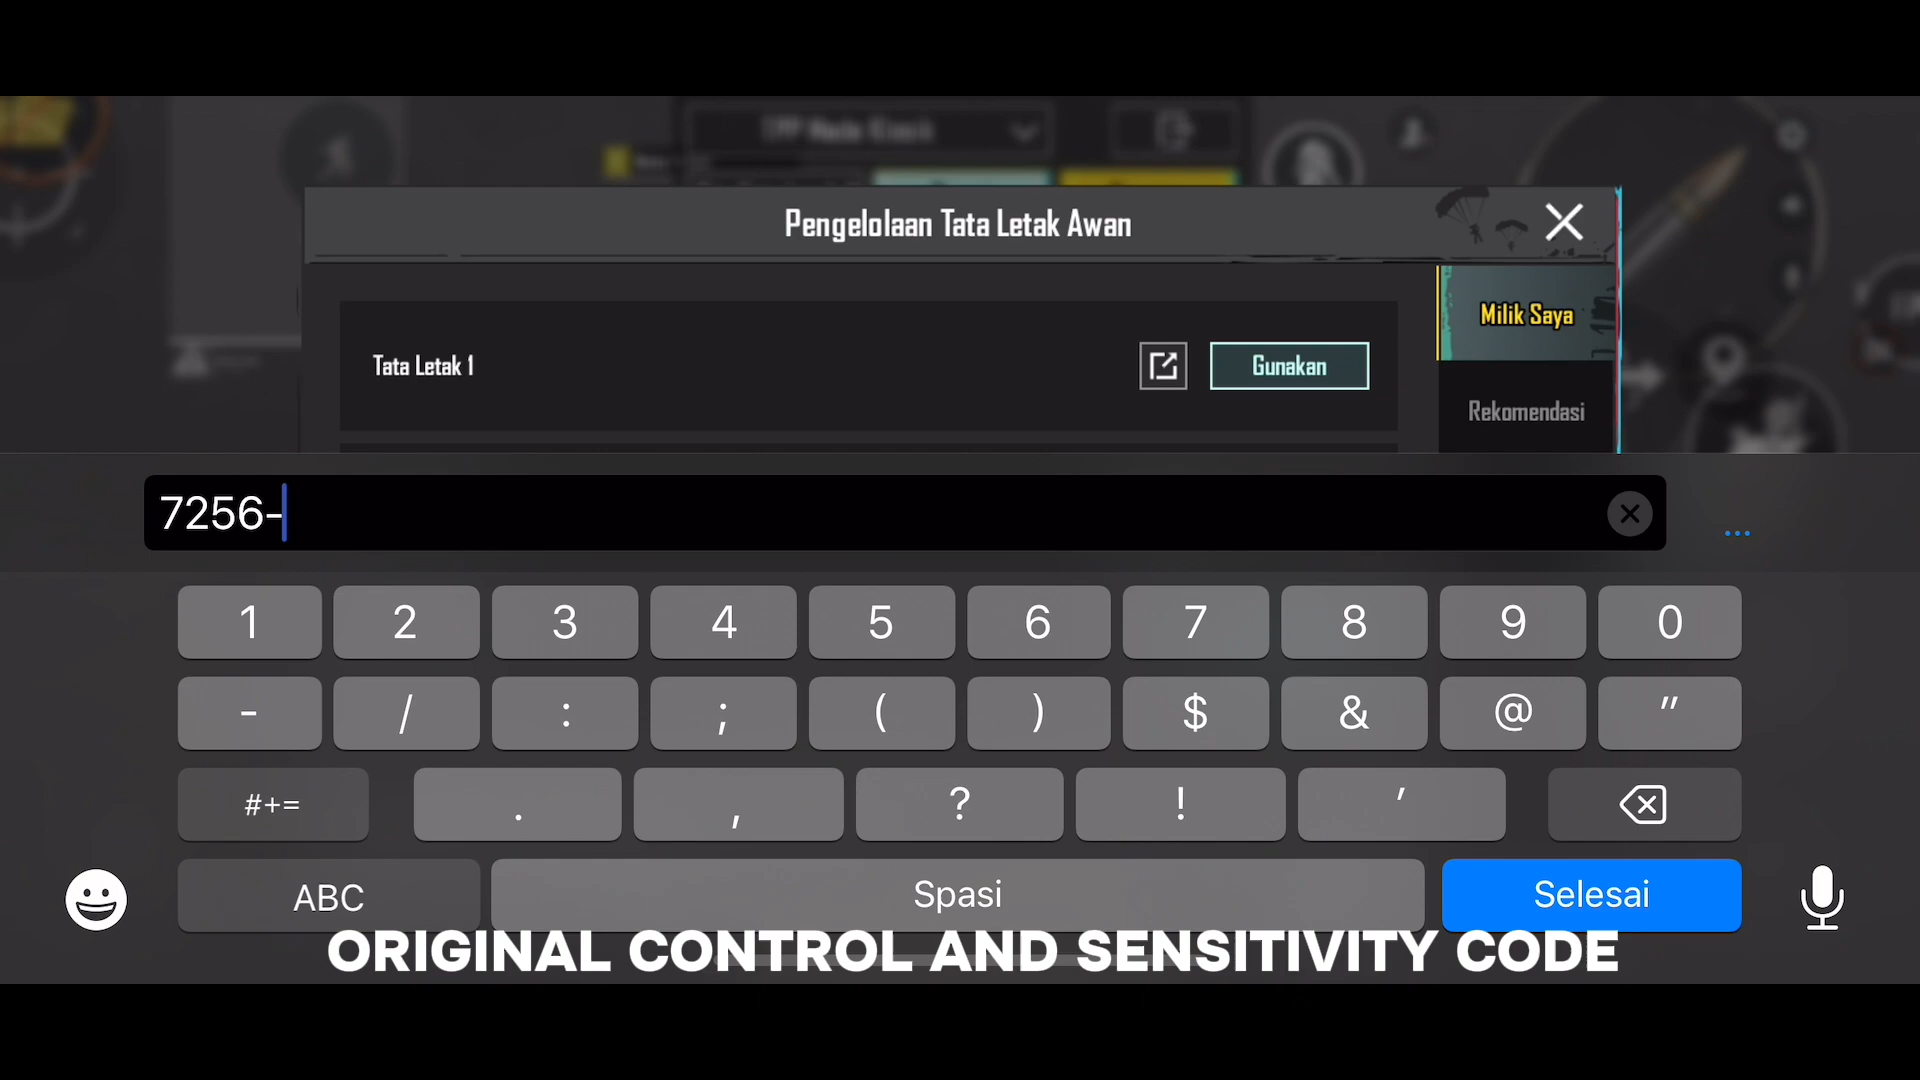 Pengelolaan Tata Letak Awan
Milik Saya
Tata Letak 1
Gunakan
Rekomendasi
7256-
...
1 2 3 4 5 6 7 8 9 0
- / : ; ( ) $ & @ "
#+= . , ? ! '
ABC Spasi Selesai
ORIGINAL CONTROL AND SENSITIVITY CODE